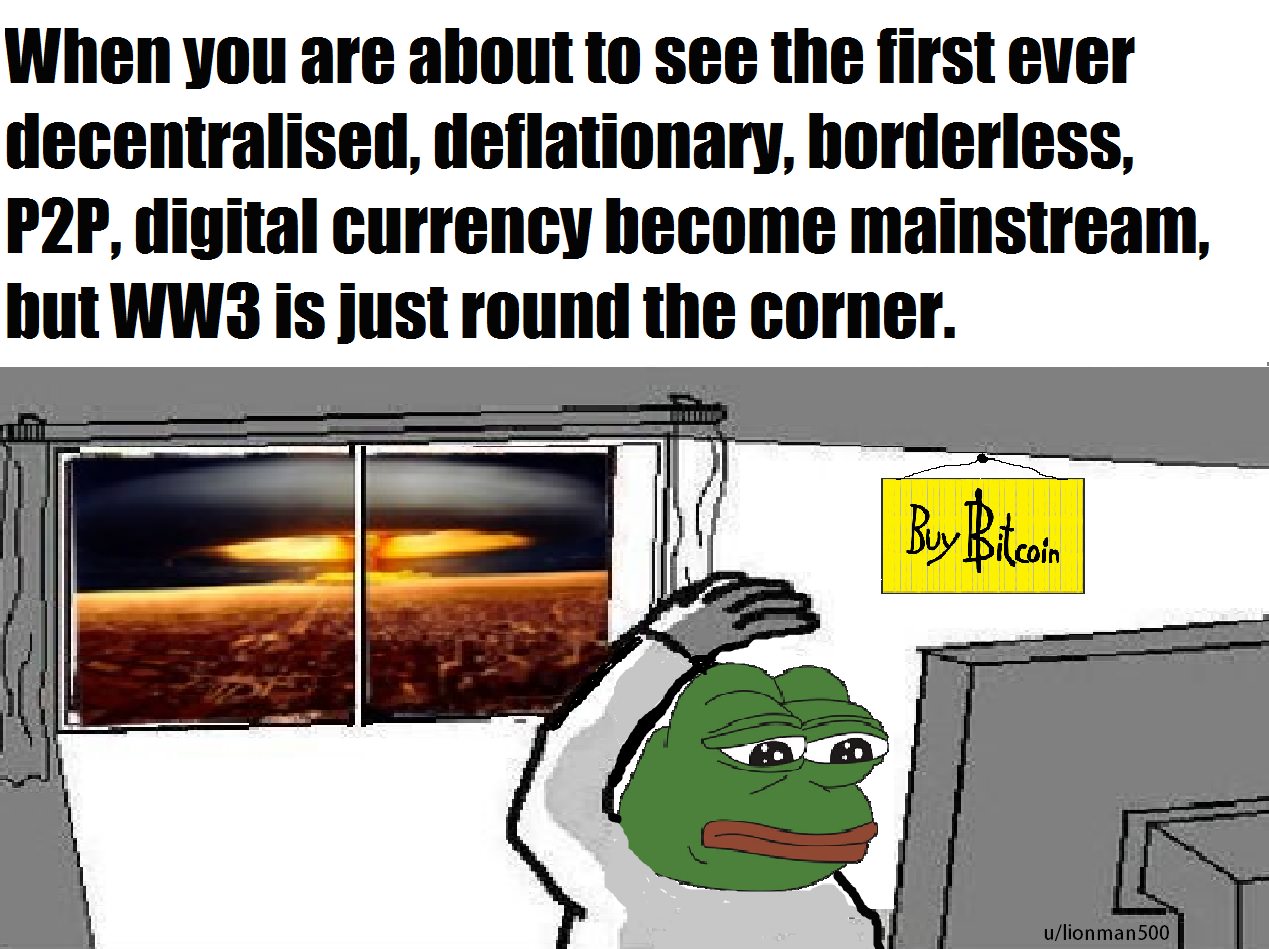 When you are about to see the first ever
decentralised, deflationary, borderless,
P2P, digital currency become mainstream,
but WW3 is just round the corner.
Buy Bitcoin
u/lionman500